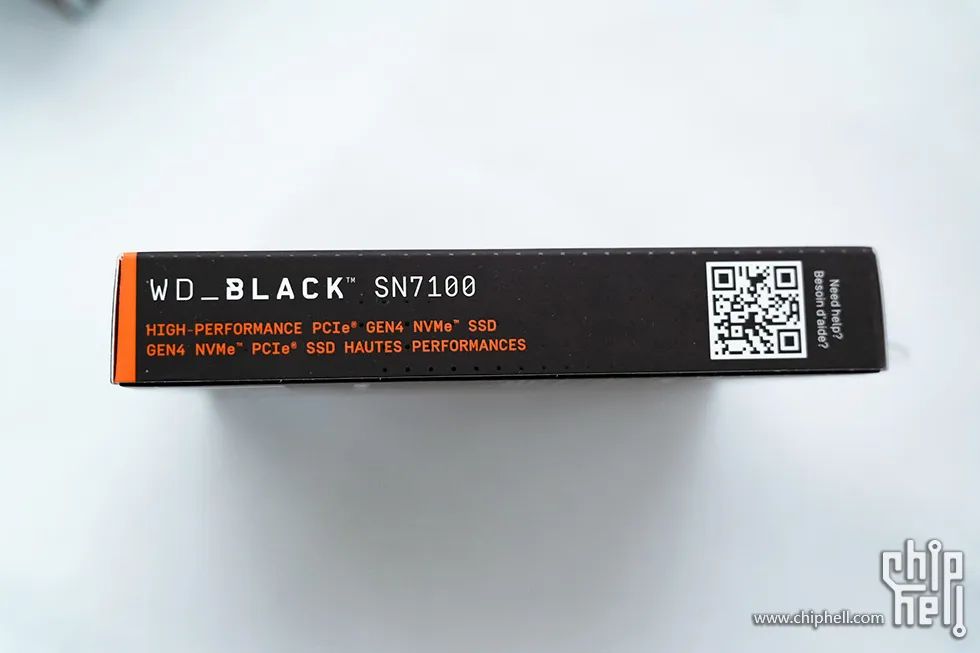 WD_BLACK™ SN7100
HIGH-PERFORMANCE PCIe® GEN4 NVMe™ SSD
GEN4 NVMe™ PCIe® SSD HAUTES PERFORMANCES
Need help?
Besoin d'aide?
www.chiphell.com
chip
hell